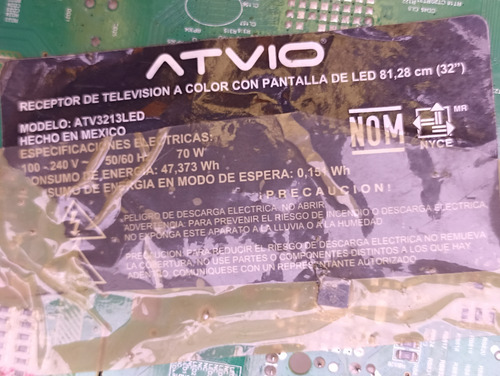 ATVIO
RECEPTOR DE TELEVISION A COLOR CON PANTALLA DE LED 81,28 cm (32")
MODELO: ATV3213LED
HECHO EN MEXICO
ESPECIFICACIONES ELECTRICAS:
100 - 240 V~ 50/60 H 70 W
CONSUMO DE ENERGIA: 47,373 Wh
SUMO DE ENERGIA EN MODO DE ESPERA: 0,151 Wh
NOM
MR
NYCE
¡PRECAUCION!
PELIGRO DE DESCARGA ELECTRICA, NO ABRIR.
ADVERTENCIA: PARA PREVENIR EL RIESGO DE INCENDIO O DESCARGA ELECTRICA
NO EXPONGA ESTE APARATO A LA LLUVIA O A LA HUMEDAD.
PRECAUCION: PARA REDUCIR EL RIESGO DE DESCARGA ELECTRICA NO REMUEVA
LA COBERTURA NO USE PARTES O COMPONENTES DISTINTOS A LOS QUE HAY
ADENTRO, COMUNIQUESE CON UN REPRESENTANTE AUTORIZADO